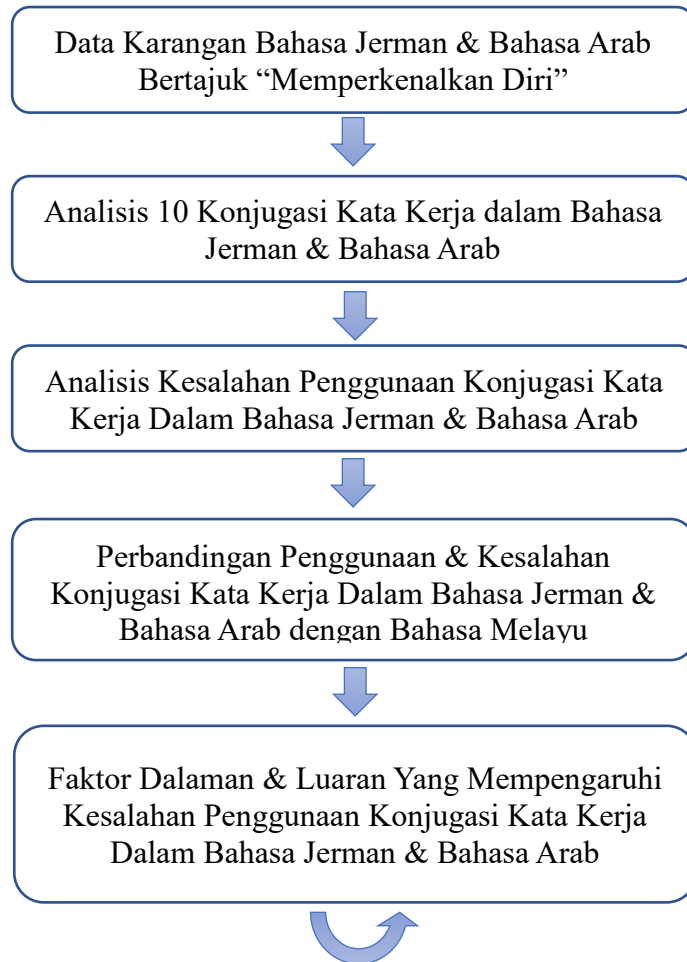 Data Karangan Bahasa Jerman & Bahasa Arab
Bertajuk “Memperkenalkan Diri”
Analisis 10 Konjugasi Kata Kerja dalam Bahasa
Jerman & Bahasa Arab
Analisis Kesalahan Penggunaan Konjugasi Kata
Kerja Dalam Bahasa Jerman & Bahasa Arab
Perbandingan Penggunaan & Kesalahan
Konjugasi Kata Kerja Dalam Bahasa Jerman &
Bahasa Arab dengan Bahasa Melayu
Faktor Dalaman & Luaran Yang Mempengaruhi
Kesalahan Penggunaan Konjugasi Kata Kerja
Dalam Bahasa Jerman & Bahasa Arab